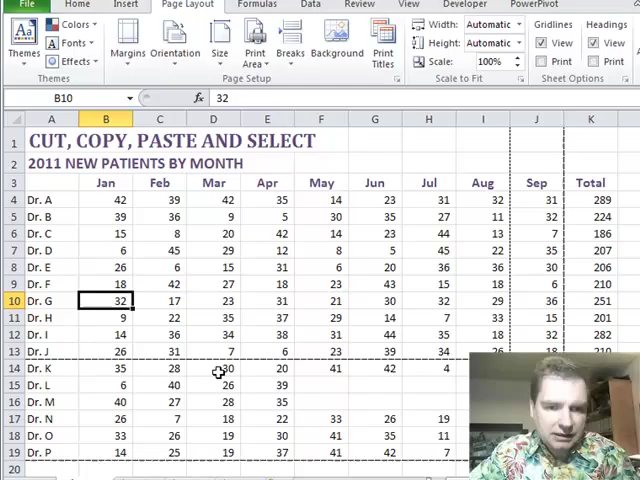 File Home Insert Page Layout Formulas Data Review View Developer PowerPivot
Themes Colors Fonts Effects Margins Orientation Size Print Area Breaks Background Print Titles Width: Automatic Height: Automatic Scale: 100% Gridlines View Print Headings View Print
Themes Page Setup Scale to Fit Sheet Options
B10 fx 32
A B C D E F G H I J K
1 CUT, COPY, PASTE AND SELECT
2 2011 NEW PATIENTS BY MONTH
3 Jan Feb Mar Apr May Jun Jul Aug Sep Total
4 Dr. A 42 39 42 35 14 23 31 32 31 289
5 Dr. B 39 36 9 5 30 35 27 11 32 224
6 Dr. C 15 8 20 42 14 23 44 13 7 186
7 Dr. D 6 45 29 12 8 5 45 22 35 207
8 Dr. E 26 6 15 31 6 20 36 36 30 206
9 Dr. F 18 42 27 18 23 43 15 18 6 210
10 Dr. G 32 17 23 31 21 30 32 29 36 251
11 Dr. H 9 22 35 37 29 14 7 33 15 201
12 Dr. I 14 36 34 38 31 44 35 18 32 282
13 Dr. J 26 31 7 6 23 39 34 26 18 210
14 Dr. K 35 28 30 20 41 42 4
15 Dr. L 6 40 26 39
16 Dr. M 40 27 28 35
17 Dr. N 26 7 18 22 33 26 19
18 Dr. O 33 26 19 30 41 35 11
19 Dr. P 14 25 19 37 41 42 7
20